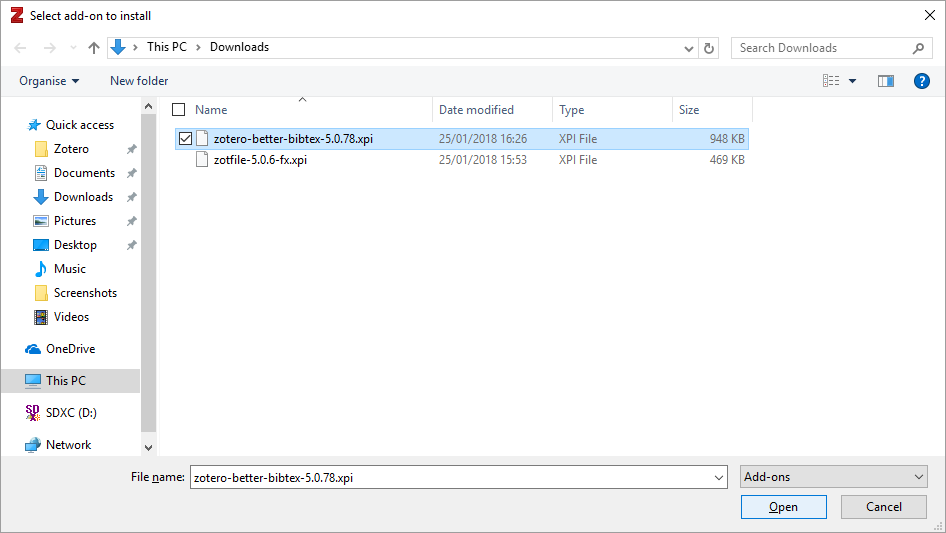 Z Select add-on to install
This PC > Downloads
Search Downloads
Organise New folder
Name Date modified Type Size
zotero-better-bibtex-5.0.78.xpi 25/01/2018 16:26 XPI File 948 KB
zotfile-5.0.6-fx.xpi 25/01/2018 15:53 XPI File 469 KB
Quick access
Zotero
Documents
Downloads
Pictures
Desktop
Music
Screenshots
Videos
OneDrive
This PC
SD SDXC (D:)
Network
File name: zotero-better-bibtex-5.0.78.xpi Add-ons
Open Cancel